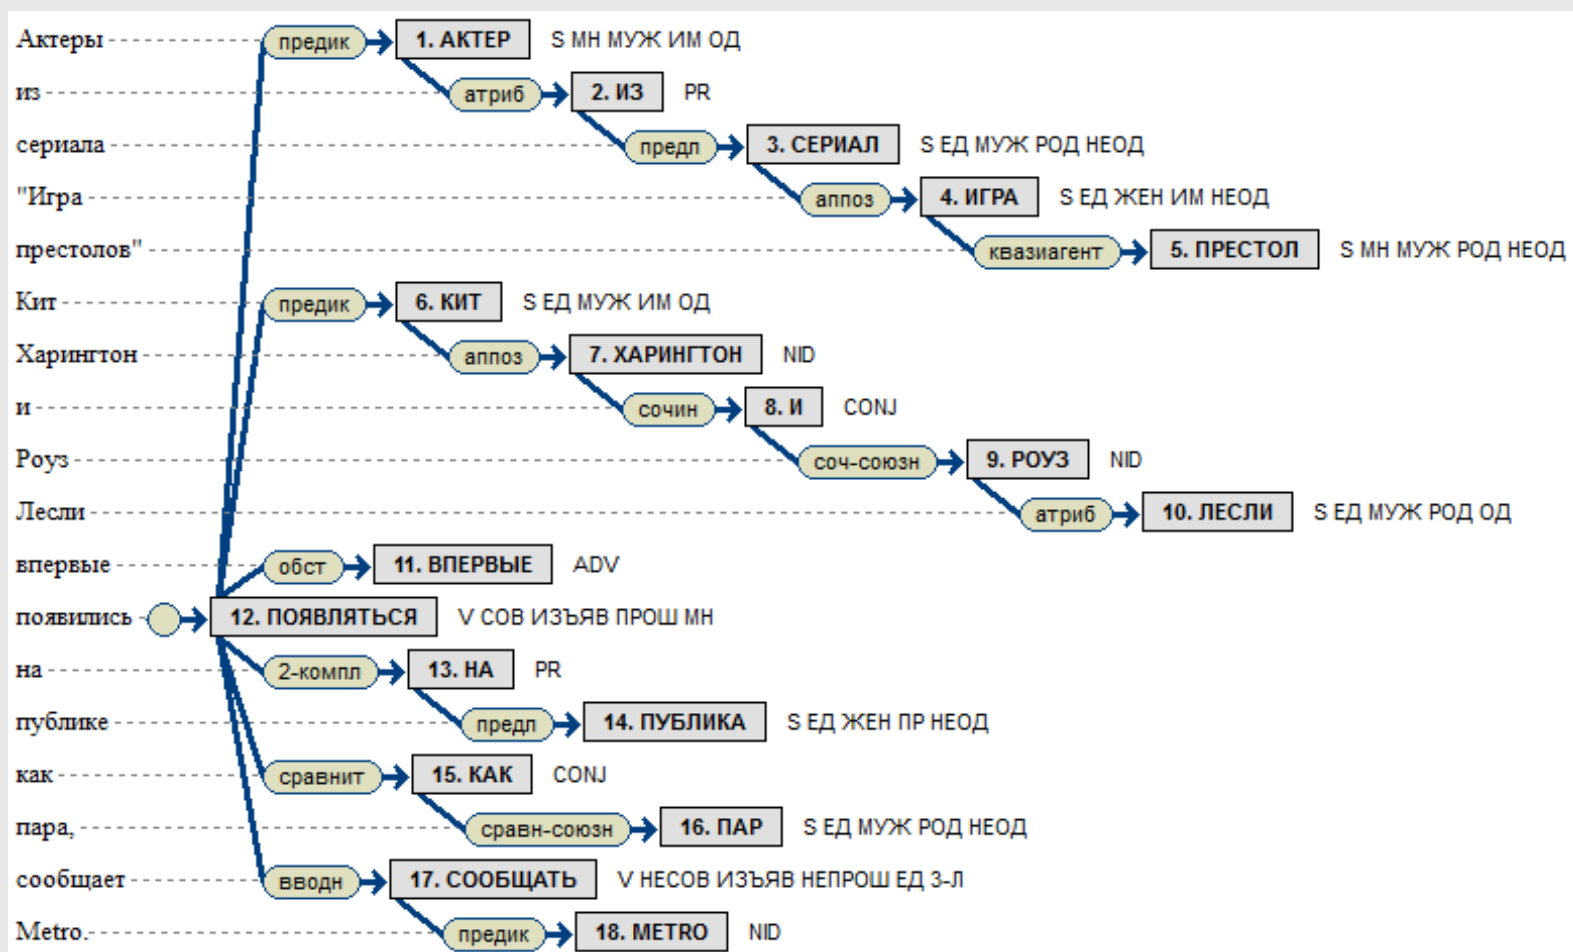 Актеры предик 1. АКТЕР S МН МУЖ ИМ ОД
из атриб 2. ИЗ PR
сериала предл 3. СЕРИАЛ S ЕД МУЖ РОД НЕОД
"Игра аппоз 4. ИГРА S ЕД ЖЕН ИМ НЕОД
престолов" квазиагент 5. ПРЕСТОЛ S МН МУЖ РОД НЕОД
Кит предик 6. КИТ S ЕД МУЖ ИМ ОД
Харингтон аппоз 7. ХАРИНГТОН NID
и сочин 8. И CONJ
Роуз соч-союзн 9. РОУЗ NID
Лесли атриб 10. ЛЕСЛИ S ЕД МУЖ РОД ОД
впервые обст 11. ВПЕРВЫЕ ADV
появились 12. ПОЯВЛЯТЬСЯ V СОВ ИЗЪЯВ ПРОШ МН
на 2-компл 13. НА PR
публике предл 14. ПУБЛИКА S ЕД ЖЕН ПР НЕОД
как сравнит 15. КАК CONJ
пара, сравн-союзн 16. ПАР S ЕД МУЖ РОД НЕОД
сообщает вводн 17. СООБЩАТЬ V НЕСОВ ИЗЪЯВ НЕПРОШ ЕД 3-Л
Metro. предик 18. METRO NID